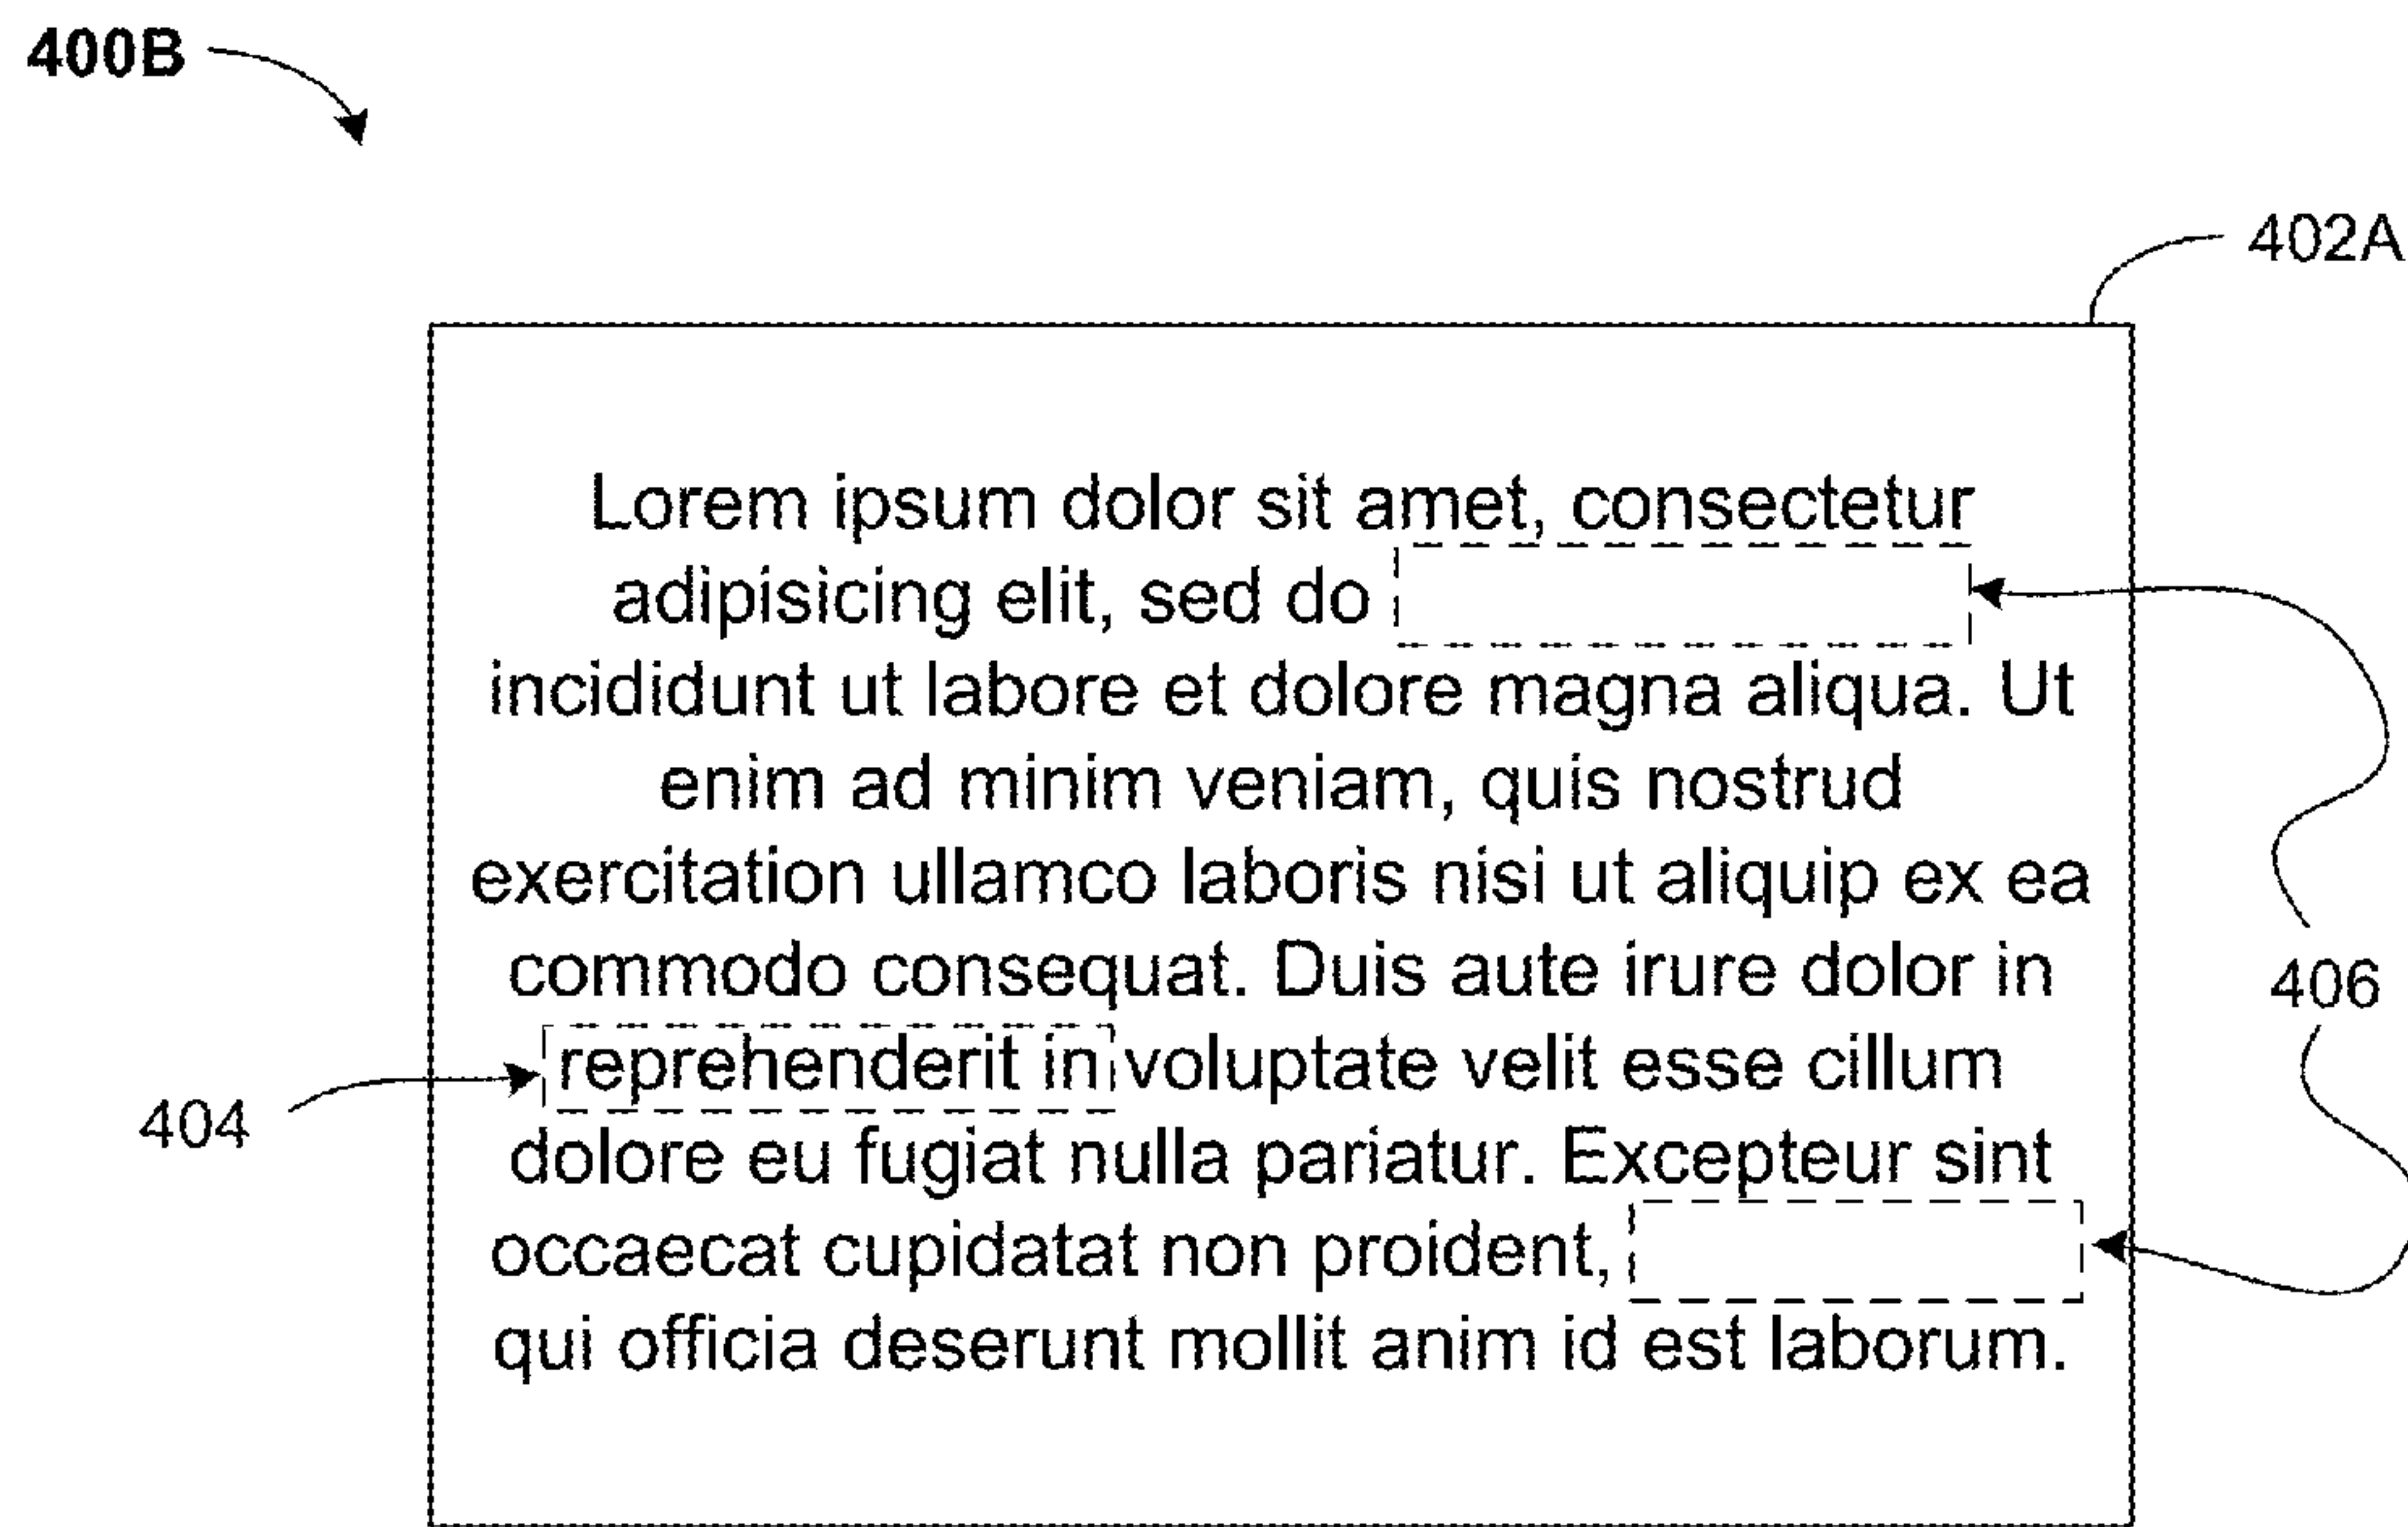 400B
402A
Lorem ipsum dolor sit amet, consectetur
adipisicing elit, sed do
incididunt ut labore et dolore magna aliqua. Ut
enim ad minim veniam, quis nostrud
exercitation ullamco laboris nisi ut aliquip ex ea
commodo consequat. Duis aute irure dolor in
406
reprehenderit in voluptate velit esse cillum
404
dolore eu fugiat nulla pariatur. Excepteur sint
occaecat cupidatat non proident,
qui officia deserunt mollit anim id est laborum.